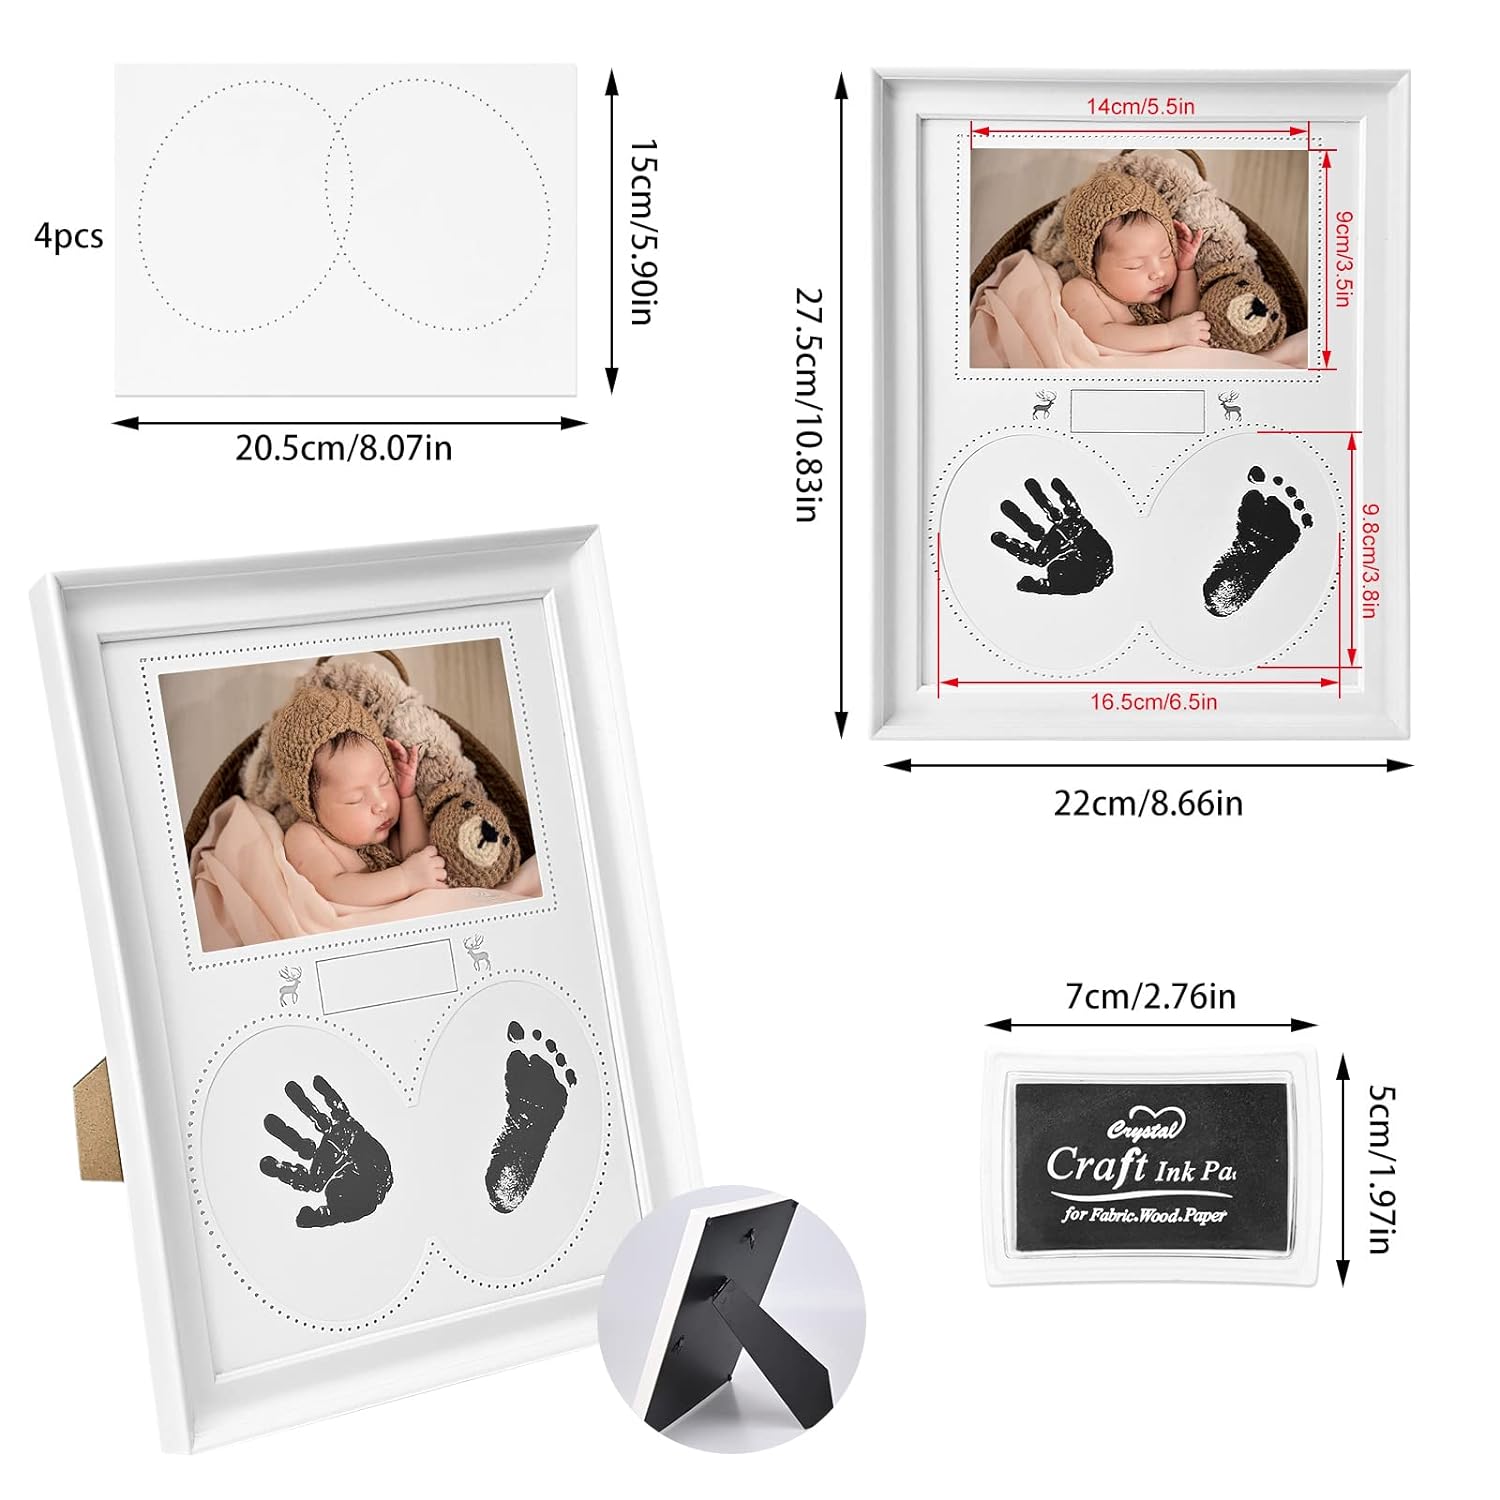 4pcs
15cm/5.90in
20.5cm/8.07in
14cm/5.5in
9cm/3.5in
27.5cm/10.83in
9.8cm/3.8in
16.5cm/6.5in
22cm/8.66in
7cm/2.76in
5cm/1.97in
Crystal
Craft Ink Pa
for Fabric.Wood.Paper